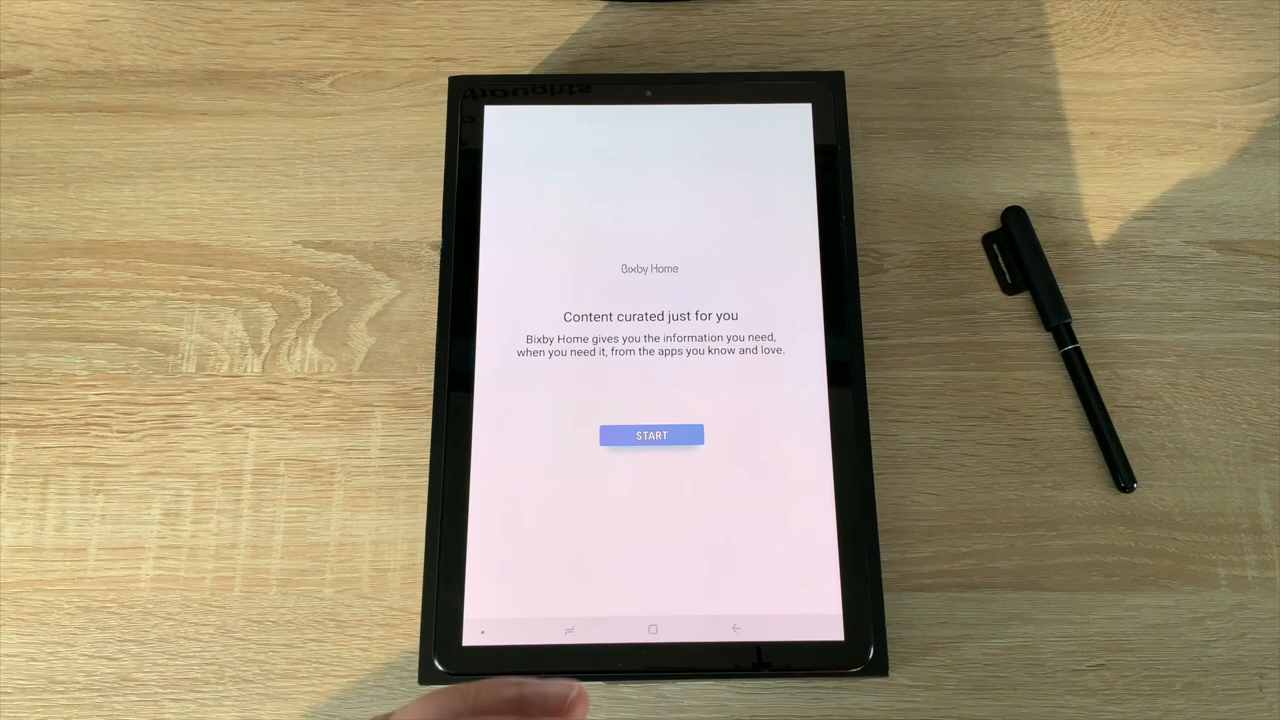 thoughts
Bixby Home
Content curated just for you
Bixby Home gives you the information you need,
when you need it, from the apps you know and love.
START